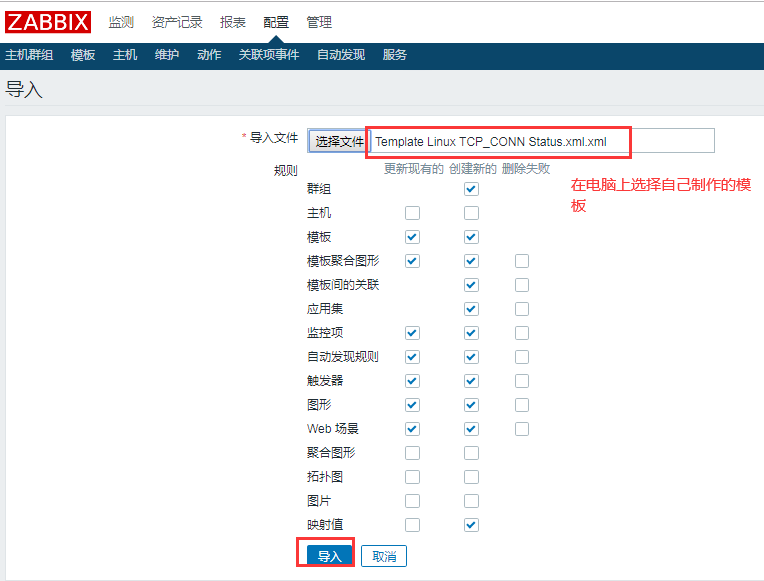 ZABBIX 监测 资产记录 报表 配置 管理
主机群组 模板 主机 维护 动作 关联项事件 自动发现 服务
导入
* 导入文件 选择文件 Template Linux TCP_CONN Status.xml.xml
规则 更新现有的 创建新的 删除失败
在电脑上选择自己制作的模
板
群组
主机
模板
模板聚合图形
模板间的关联
应用集
监控项
自动发现规则
触发器
图形
Web 场景
聚合图形
拓扑图
图片
映射值
导入 取消